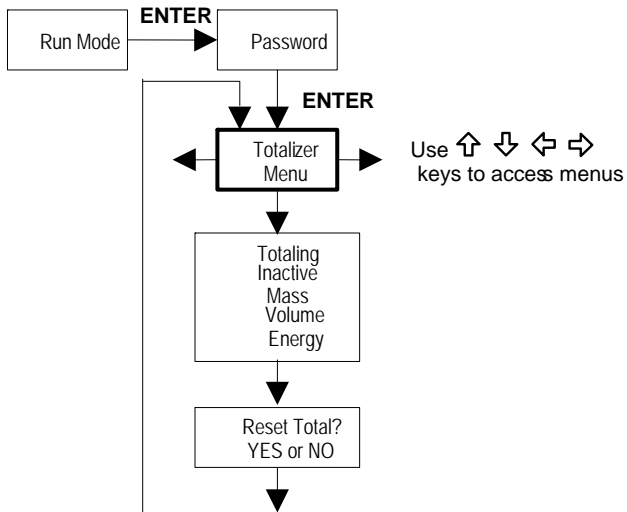 ENTER
Run Mode
Password
ENTER
Totalizer
Menu
Use ⇧ ⇩ ⇦ ⇨
keys to access menus
Totaling
Inactive
Mass
Volume
Energy
Reset Total?
YES or NO